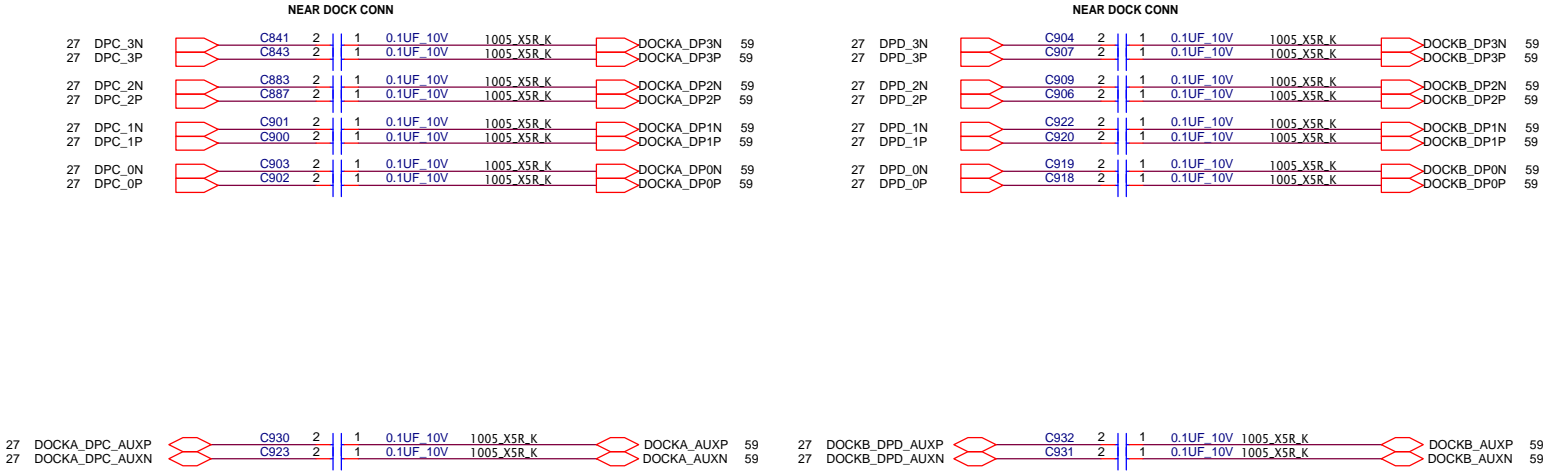 NEAR DOCK CONN NEAR DOCK CONN
27 DPC_3N C841 2 1 0.1UF_10V 1005_X5R_K DOCKA_DP3N 59 27 DPD_3N C904 2 1 0.1UF_10V 1005_X5R_K DOCKB_DP3N 59
27 DPC_3P C843 2 1 0.1UF_10V 1005_X5R_K DOCKA_DP3P 59 27 DPD_3P C907 2 1 0.1UF_10V 1005_X5R_K DOCKB_DP3P 59
27 DPC_2N C883 2 1 0.1UF_10V 1005_X5R_K DOCKA_DP2N 59 27 DPD_2N C909 2 1 0.1UF_10V 1005_X5R_K DOCKB_DP2N 59
27 DPC_2P C887 2 1 0.1UF_10V 1005_X5R_K DOCKA_DP2P 59 27 DPD_2P C906 2 1 0.1UF_10V 1005_X5R_K DOCKB_DP2P 59
27 DPC_1N C901 2 1 0.1UF_10V 1005_X5R_K DOCKA_DP1N 59 27 DPD_1N C922 2 1 0.1UF_10V 1005_X5R_K DOCKB_DP1N 59
27 DPC_1P C900 2 1 0.1UF_10V 1005_X5R_K DOCKA_DP1P 59 27 DPD_1P C920 2 1 0.1UF_10V 1005_X5R_K DOCKB_DP1P 59
27 DPC_0N C903 2 1 0.1UF_10V 1005_X5R_K DOCKA_DP0N 59 27 DPD_0N C919 2 1 0.1UF_10V 1005_X5R_K DOCKB_DP0N 59
27 DPC_0P C902 2 1 0.1UF_10V 1005_X5R_K DOCKA_DP0P 59 27 DPD_0P C918 2 1 0.1UF_10V 1005_X5R_K DOCKB_DP0P 59
27 DOCKA_DPC_AUXP C930 2 1 0.1UF_10V 1005_X5R_K DOCKA_AUXP 59 27 DOCKB_DPD_AUXP C932 2 1 0.1UF_10V 1005_X5R_K DOCKB_AUXP 59
27 DOCKA_DPC_AUXN C923 2 1 0.1UF_10V 1005_X5R_K DOCKA_AUXN 59 27 DOCKB_DPD_AUXN C931 2 1 0.1UF_10V 1005_X5R_K DOCKB_AUXN 59